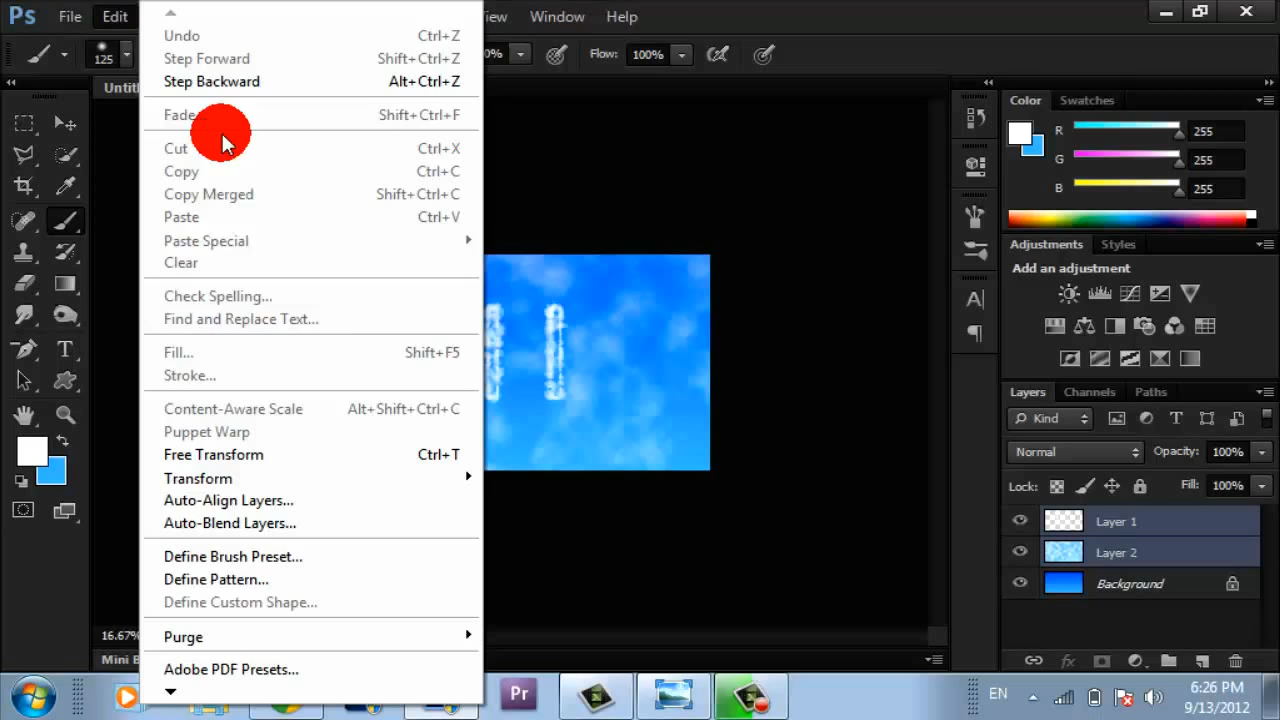 Ps File Edit ew Window Help
125 0% Flow: 100%
Untitl
Undo Ctrl+Z
Step Forward Shift+Ctrl+Z
Step Backward Alt+Ctrl+Z
Fade... Shift+Ctrl+F
Cut Ctrl+X
Copy Ctrl+C
Copy Merged Shift+Ctrl+C
Paste Ctrl+V
Paste Special
Clear
Check Spelling...
Find and Replace Text...
Fill... Shift+F5
Stroke...
Content-Aware Scale Alt+Shift+Ctrl+C
Puppet Warp
Free Transform Ctrl+T
Transform
Auto-Align Layers...
Auto-Blend Layers...
Define Brush Preset...
Define Pattern...
Define Custom Shape...
Purge
Adobe PDF Presets...
16.67%
Mini B
Color Swatches
R 255
G 255
B 255
Adjustments Styles
Add an adjustment
Layers Channels Paths
Kind
Normal Opacity: 100%
Lock: Fill: 100%
Layer 1
Layer 2
Background
Pr
EN
6:26 PM
9/13/2012